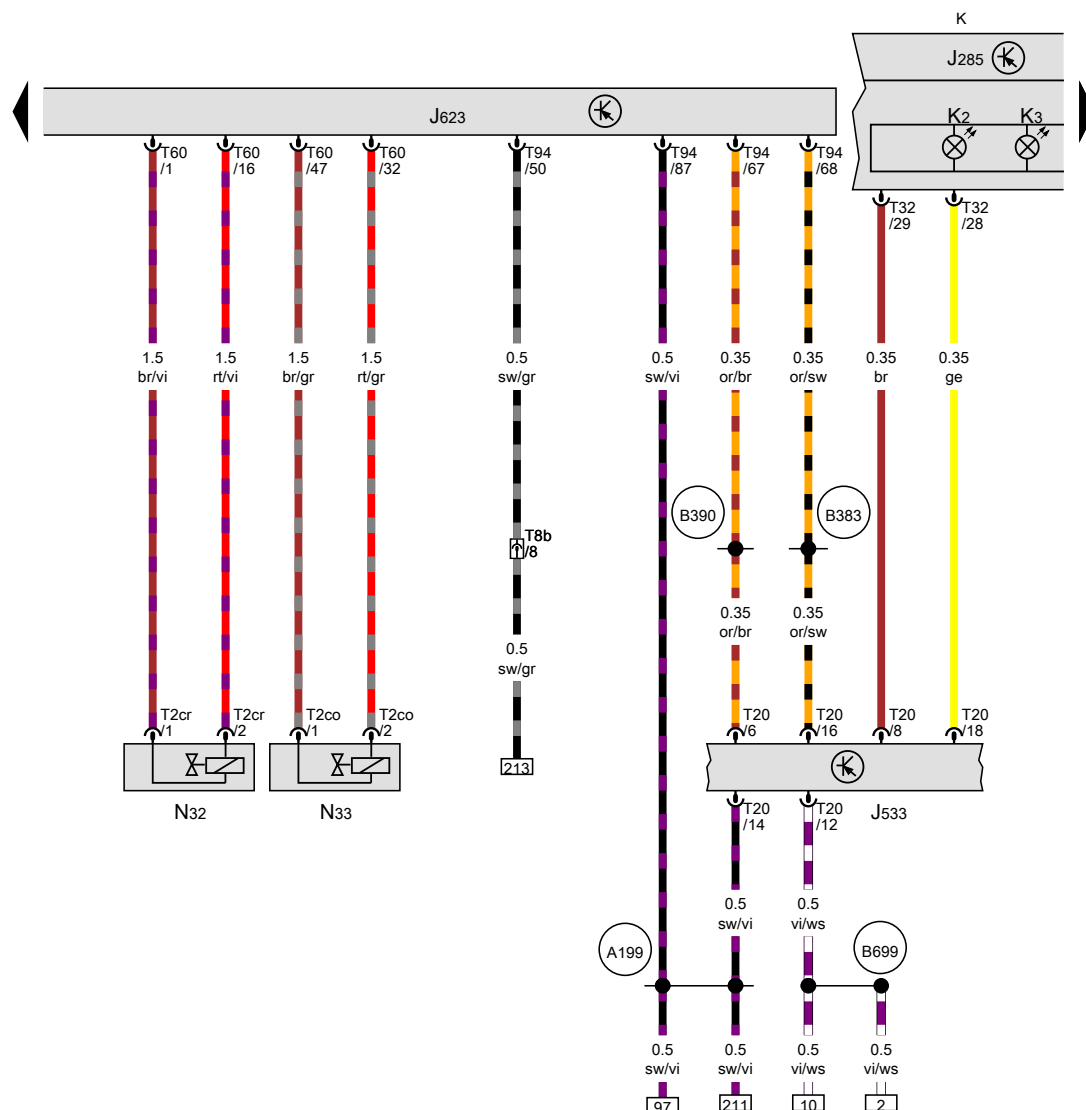 K
J285
J623
K2 K3
T60 T60 T60 T60 T94 T94 T94 T94
/1 /16 /47 /32 /50 /87 /67 /68
T32 T32
/29 /28
1.5 1.5 1.5 1.5 0.5 0.5 0.35 0.35 0.35 0.35
br/vi rt/vi br/gr rt/gr sw/gr sw/vi or/br or/sw br ge
B390 B383
T8b
/8
0.35 0.35
or/br or/sw
0.5
sw/gr
T2cr T2cr T2co T2co T20 T20 T20 T20
/1 /2 /1 /2 /6 /16 /8 /18
213
N32 N33 J533
T20 T20
/14 /12
0.5 0.5
sw/vi vi/ws
A199 B699
0.5 0.5 0.5 0.5
sw/vi sw/vi vi/ws vi/ws
97 211 10 2